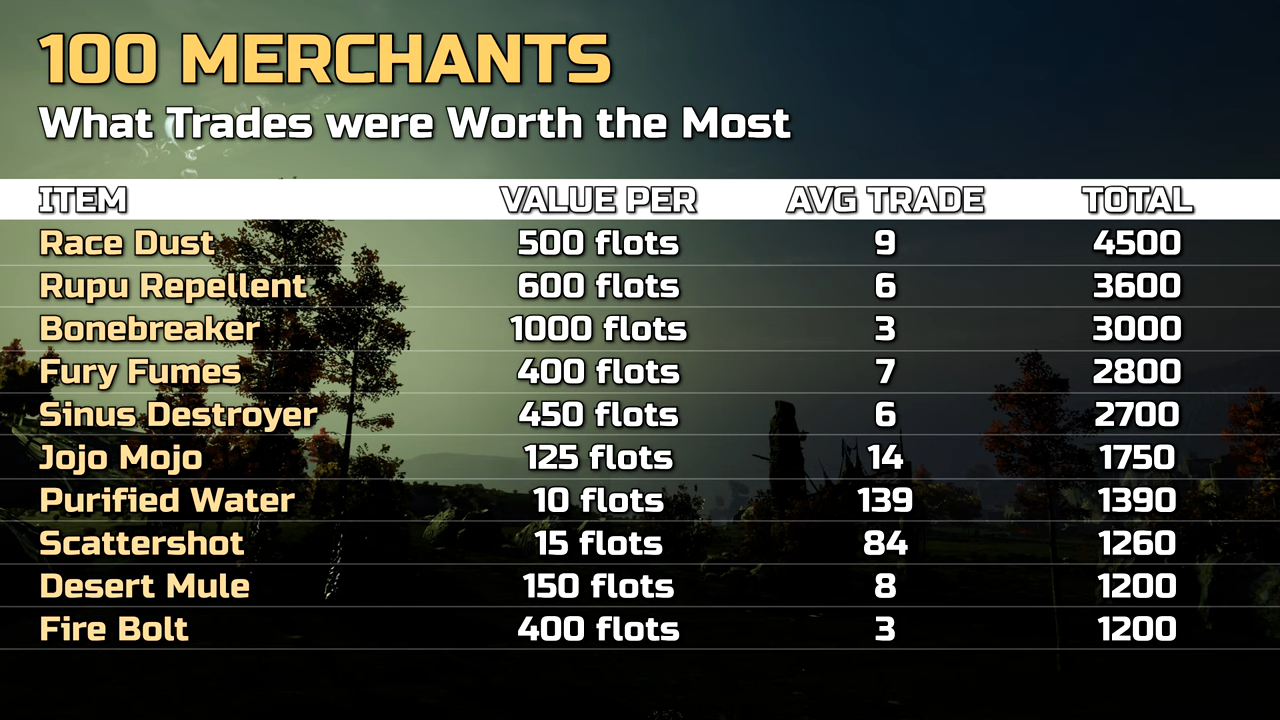 100 MERCHANTS
What Trades were Worth the Most
ITEM VALUE PER AVG TRADE TOTAL
Race Dust 500 flots 9 4500
Rupu Repellent 600 flots 6 3600
Bonebreaker 1000 flots 3 3000
Fury Fumes 400 flots 7 2800
Sinus Destroyer 450 flots 6 2700
Jojo Mojo 125 flots 14 1750
Purified Water 10 flots 139 1390
Scattershot 15 flots 84 1260
Desert Mule 150 flots 8 1200
Fire Bolt 400 flots 3 1200